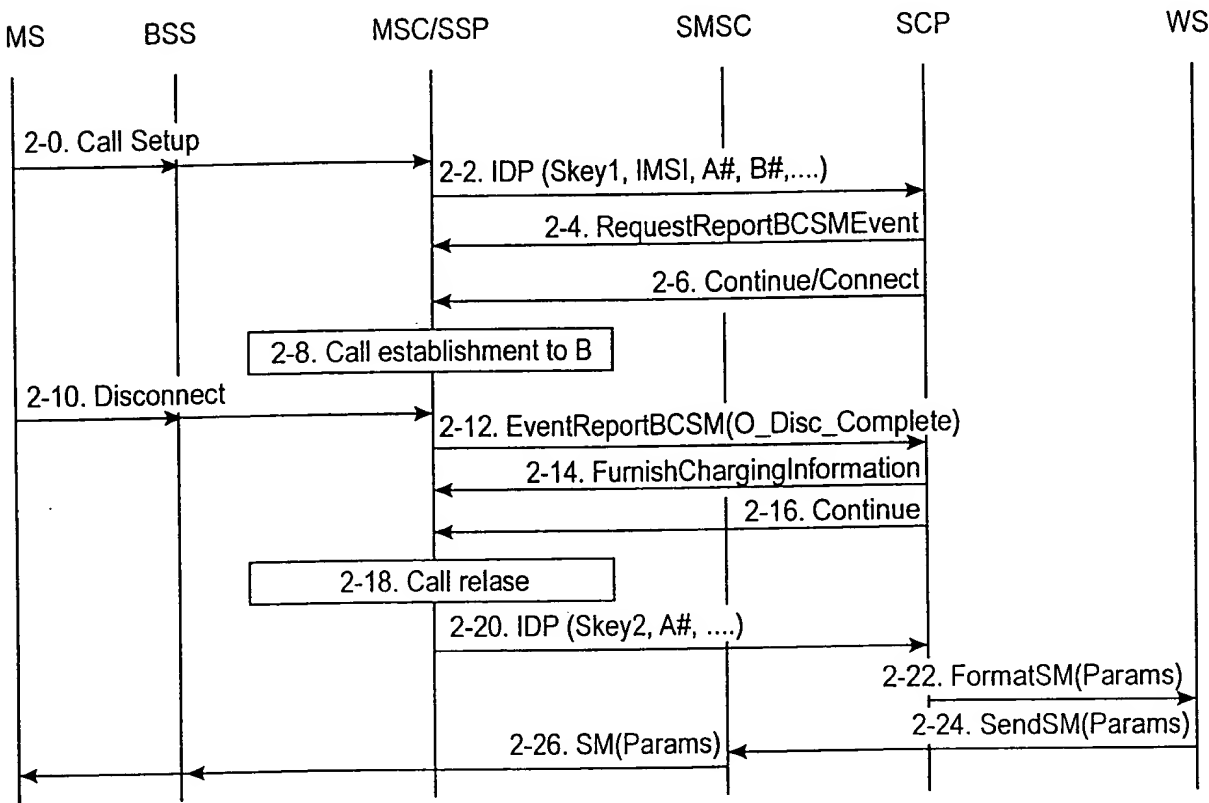 MS BSS MSC/SSP SMSC SCP WS
2-0. Call Setup
2-2. IDP (Skey1, IMSI, A#, B#,....)
2-4. RequestReportBCSMEvent
2-6. Continue/Connect
2-8. Call establishment to B
2-10. Disconnect
2-12. EventReportBCSM(O_Disc_Complete)
2-14. FurnishChargingInformation
2-16. Continue
2-18. Call relase
2-20. IDP (Skey2, A#, ....)
2-22. FormatSM(Params)
2-24. SendSM(Params)
2-26. SM(Params)